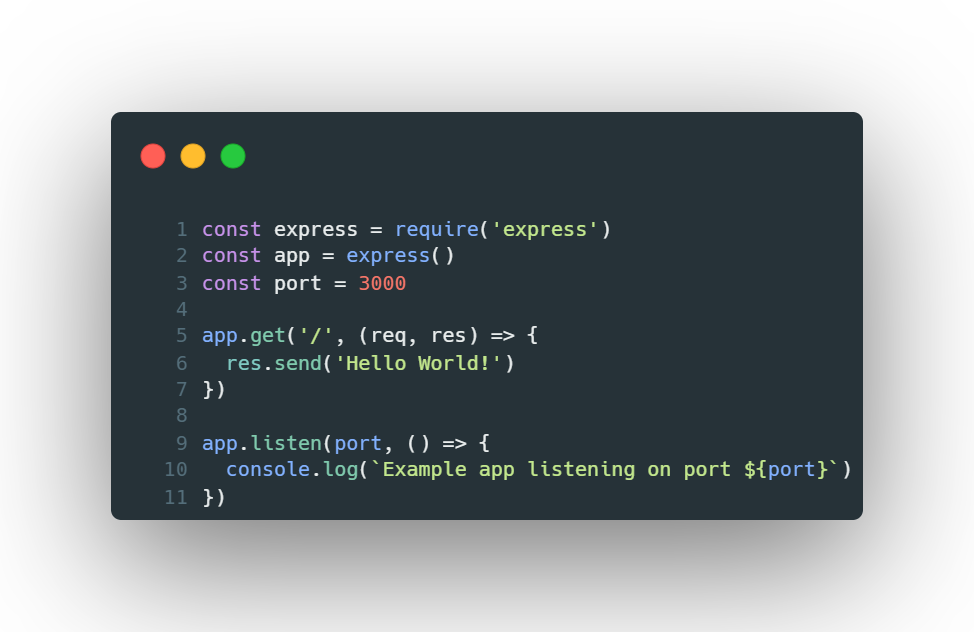 1 const express = require('express')
2 const app = express()
3 const port = 3000
4
5 app.get('/', (req, res) => {
6   res.send('Hello World!')
7 })
8
9 app.listen(port, () => {
10   console.log(`Example app listening on port ${port}`)
11 })